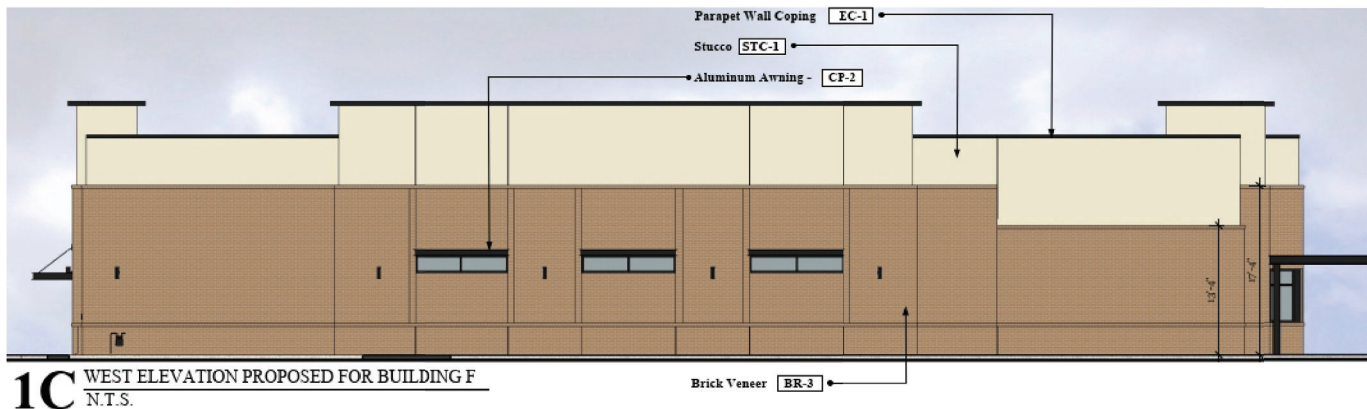 Parapet Wall Coping EC-1
Stucco STC-1
Aluminum Awning - CP-2
13'-4"
17'-4"
Brick Veneer BR-3
1C WEST ELEVATION PROPOSED FOR BUILDING F
N.T.S.